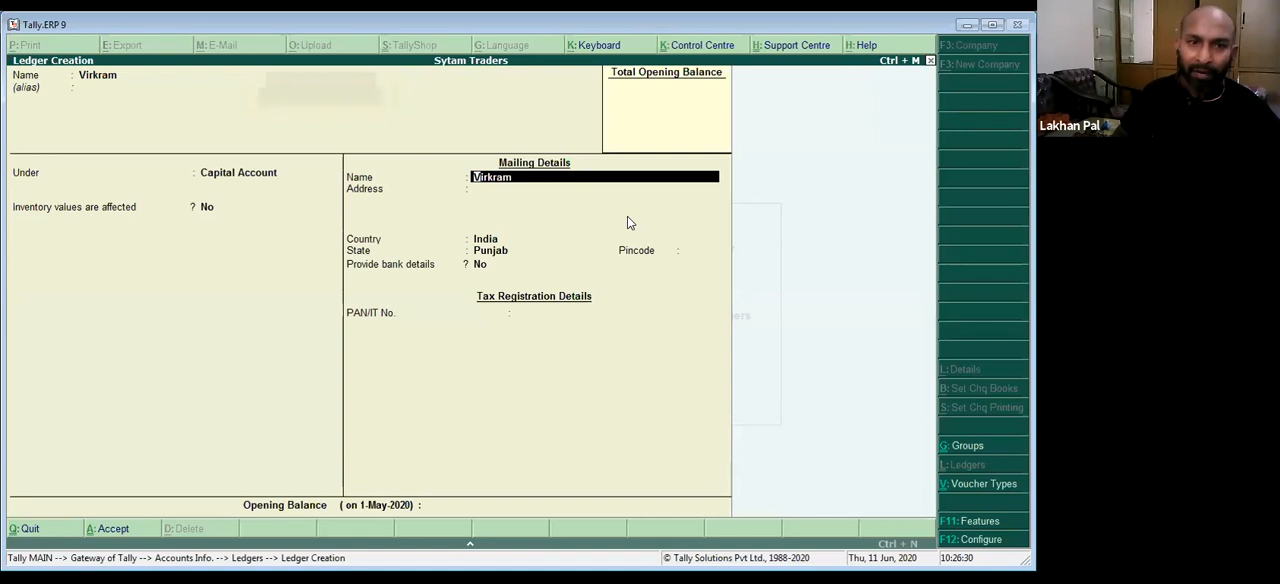 Tally.ERP 9
P: Print E: Export M: E-Mail O: Upload S: TallyShop G: Language K: Keyboard K: Control Centre H: Support Centre H: Help
Ledger Creation Sytam Traders Ctrl + M
Name : Virkram
(alias) :
Total Opening Balance
Under : Capital Account
Inventory values are affected ? No
Mailing Details
Name : Virkram
Address :
Country : India
State : Punjab Pincode :
Provide bank details ? No
Tax Registration Details
PAN/IT No. :
Opening Balance ( on 1-May-2020) :
Q: Quit A: Accept D: Delete
Ctrl + N
Tally MAIN --> Gateway of Tally --> Accounts Info. --> Ledgers --> Ledger Creation © Tally Solutions Pvt Ltd., 1988-2020 Thu, 11 Jun, 2020 10:26:30
F3: Company
F3: New Company
L: Details
B: Set Chq Books
S: Set Chq Printing
G: Groups
L: Ledgers
V: Voucher Types
F11: Features
F12: Configure
Lakhan Pal